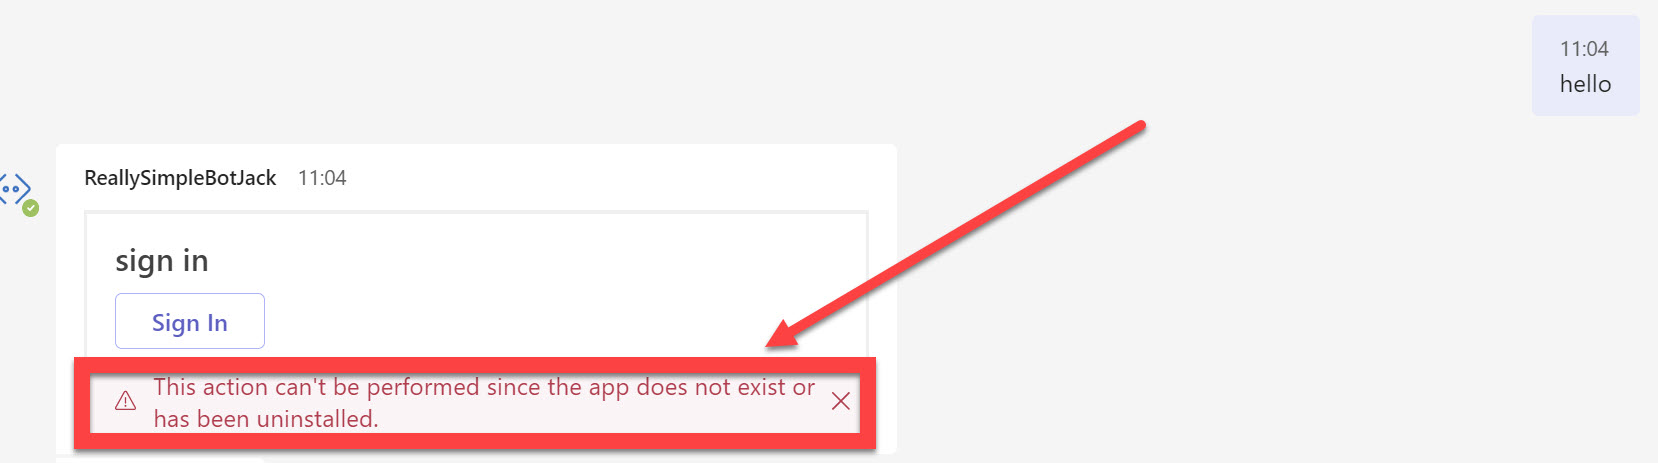 11:04
hello
ReallySimpleBotJack 11:04
sign in
Sign In
This action can't be performed since the app does not exist or
has been uninstalled.